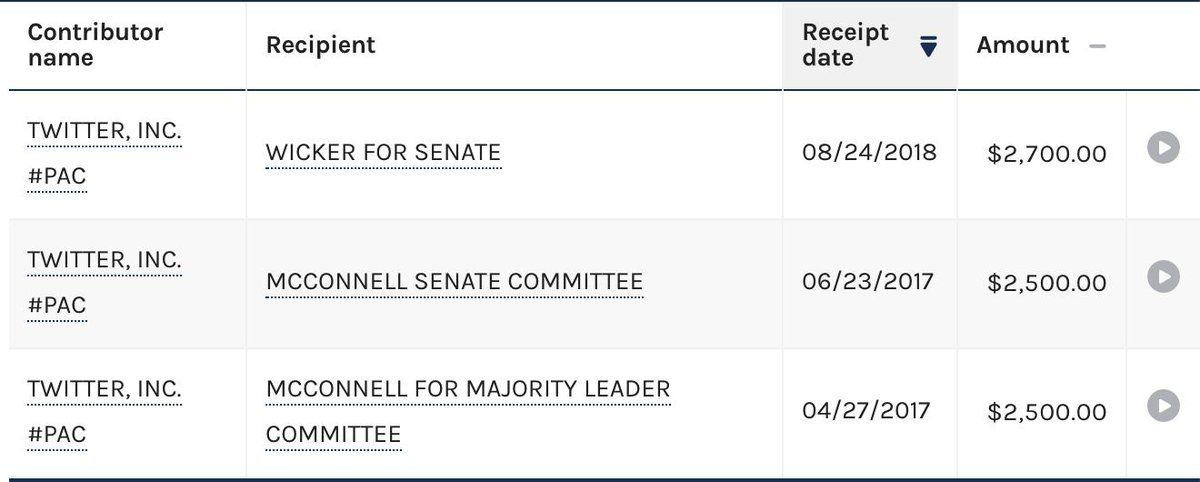 Contributor name
Recipient
Receipt date
Amount
TWITTER, INC.
#PAC
WICKER FOR SENATE
08/24/2018
$2,700.00
TWITTER, INC.
#PAC
MCCONNELL SENATE COMMITTEE
06/23/2017
$2,500.00
TWITTER, INC.
#PAC
MCCONNELL FOR MAJORITY LEADER
COMMITTEE
04/27/2017
$2,500.00